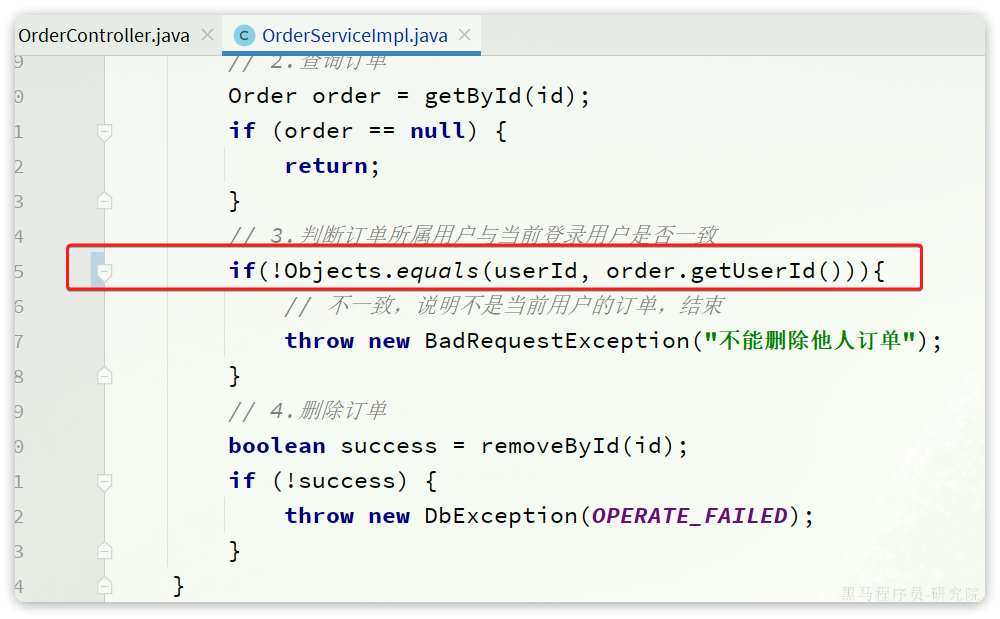 OrderController.java × C OrderServiceImpl.java ×
9 // 2.查询订单
0 Order order = getById(id);
1 if (order == null) {
2 return;
3 }
4 // 3.判断订单所属用户与当前登录用户是否一致
5 if(!Objects.equals(userId, order.getUserId())){
6 // 不一致，说明不是当前用户的订单，结束
7 throw new BadRequestException("不能删除他人订单");
8 }
9 // 4.删除订单
0 boolean success = removeById(id);
1 if (!success) {
2 throw new DbException(OPERATE_FAILED);
3 }
4 }
黑马程序员-研究院